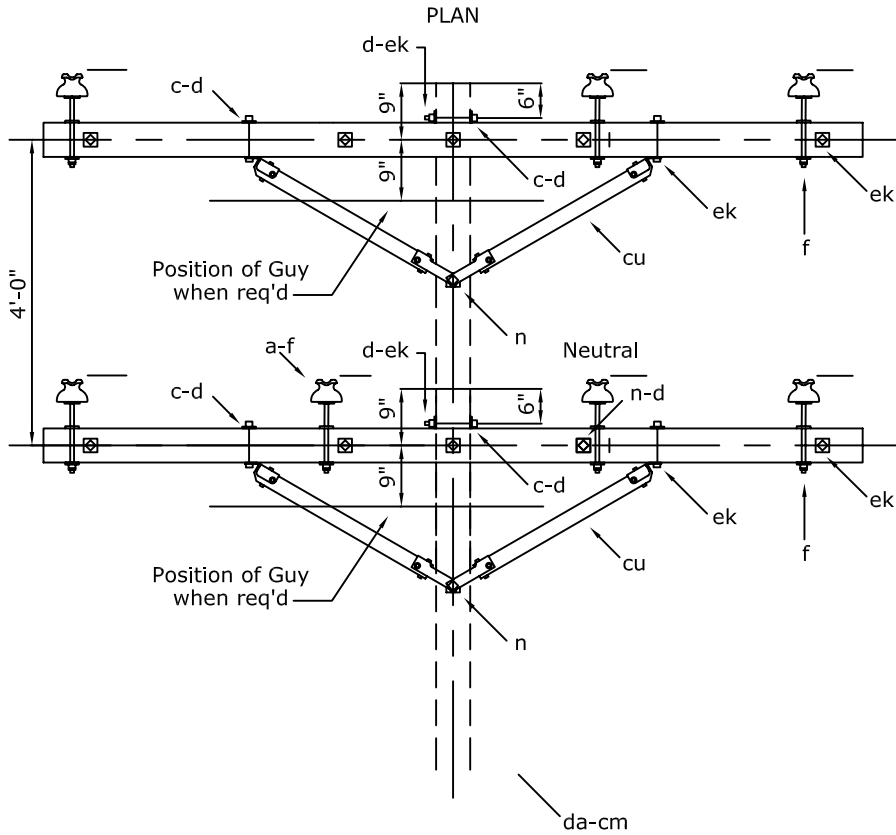 PLAN
d-ek
c-d
9"
6"
9"
c-d
ek
ek
f
cu
Position of Guy
when req'd
4'-0"
n
a-f
d-ek
Neutral
c-d
9"
6"
n-d
9"
c-d
ek
ek
f
cu
Position of Guy
when req'd
n
da-cm